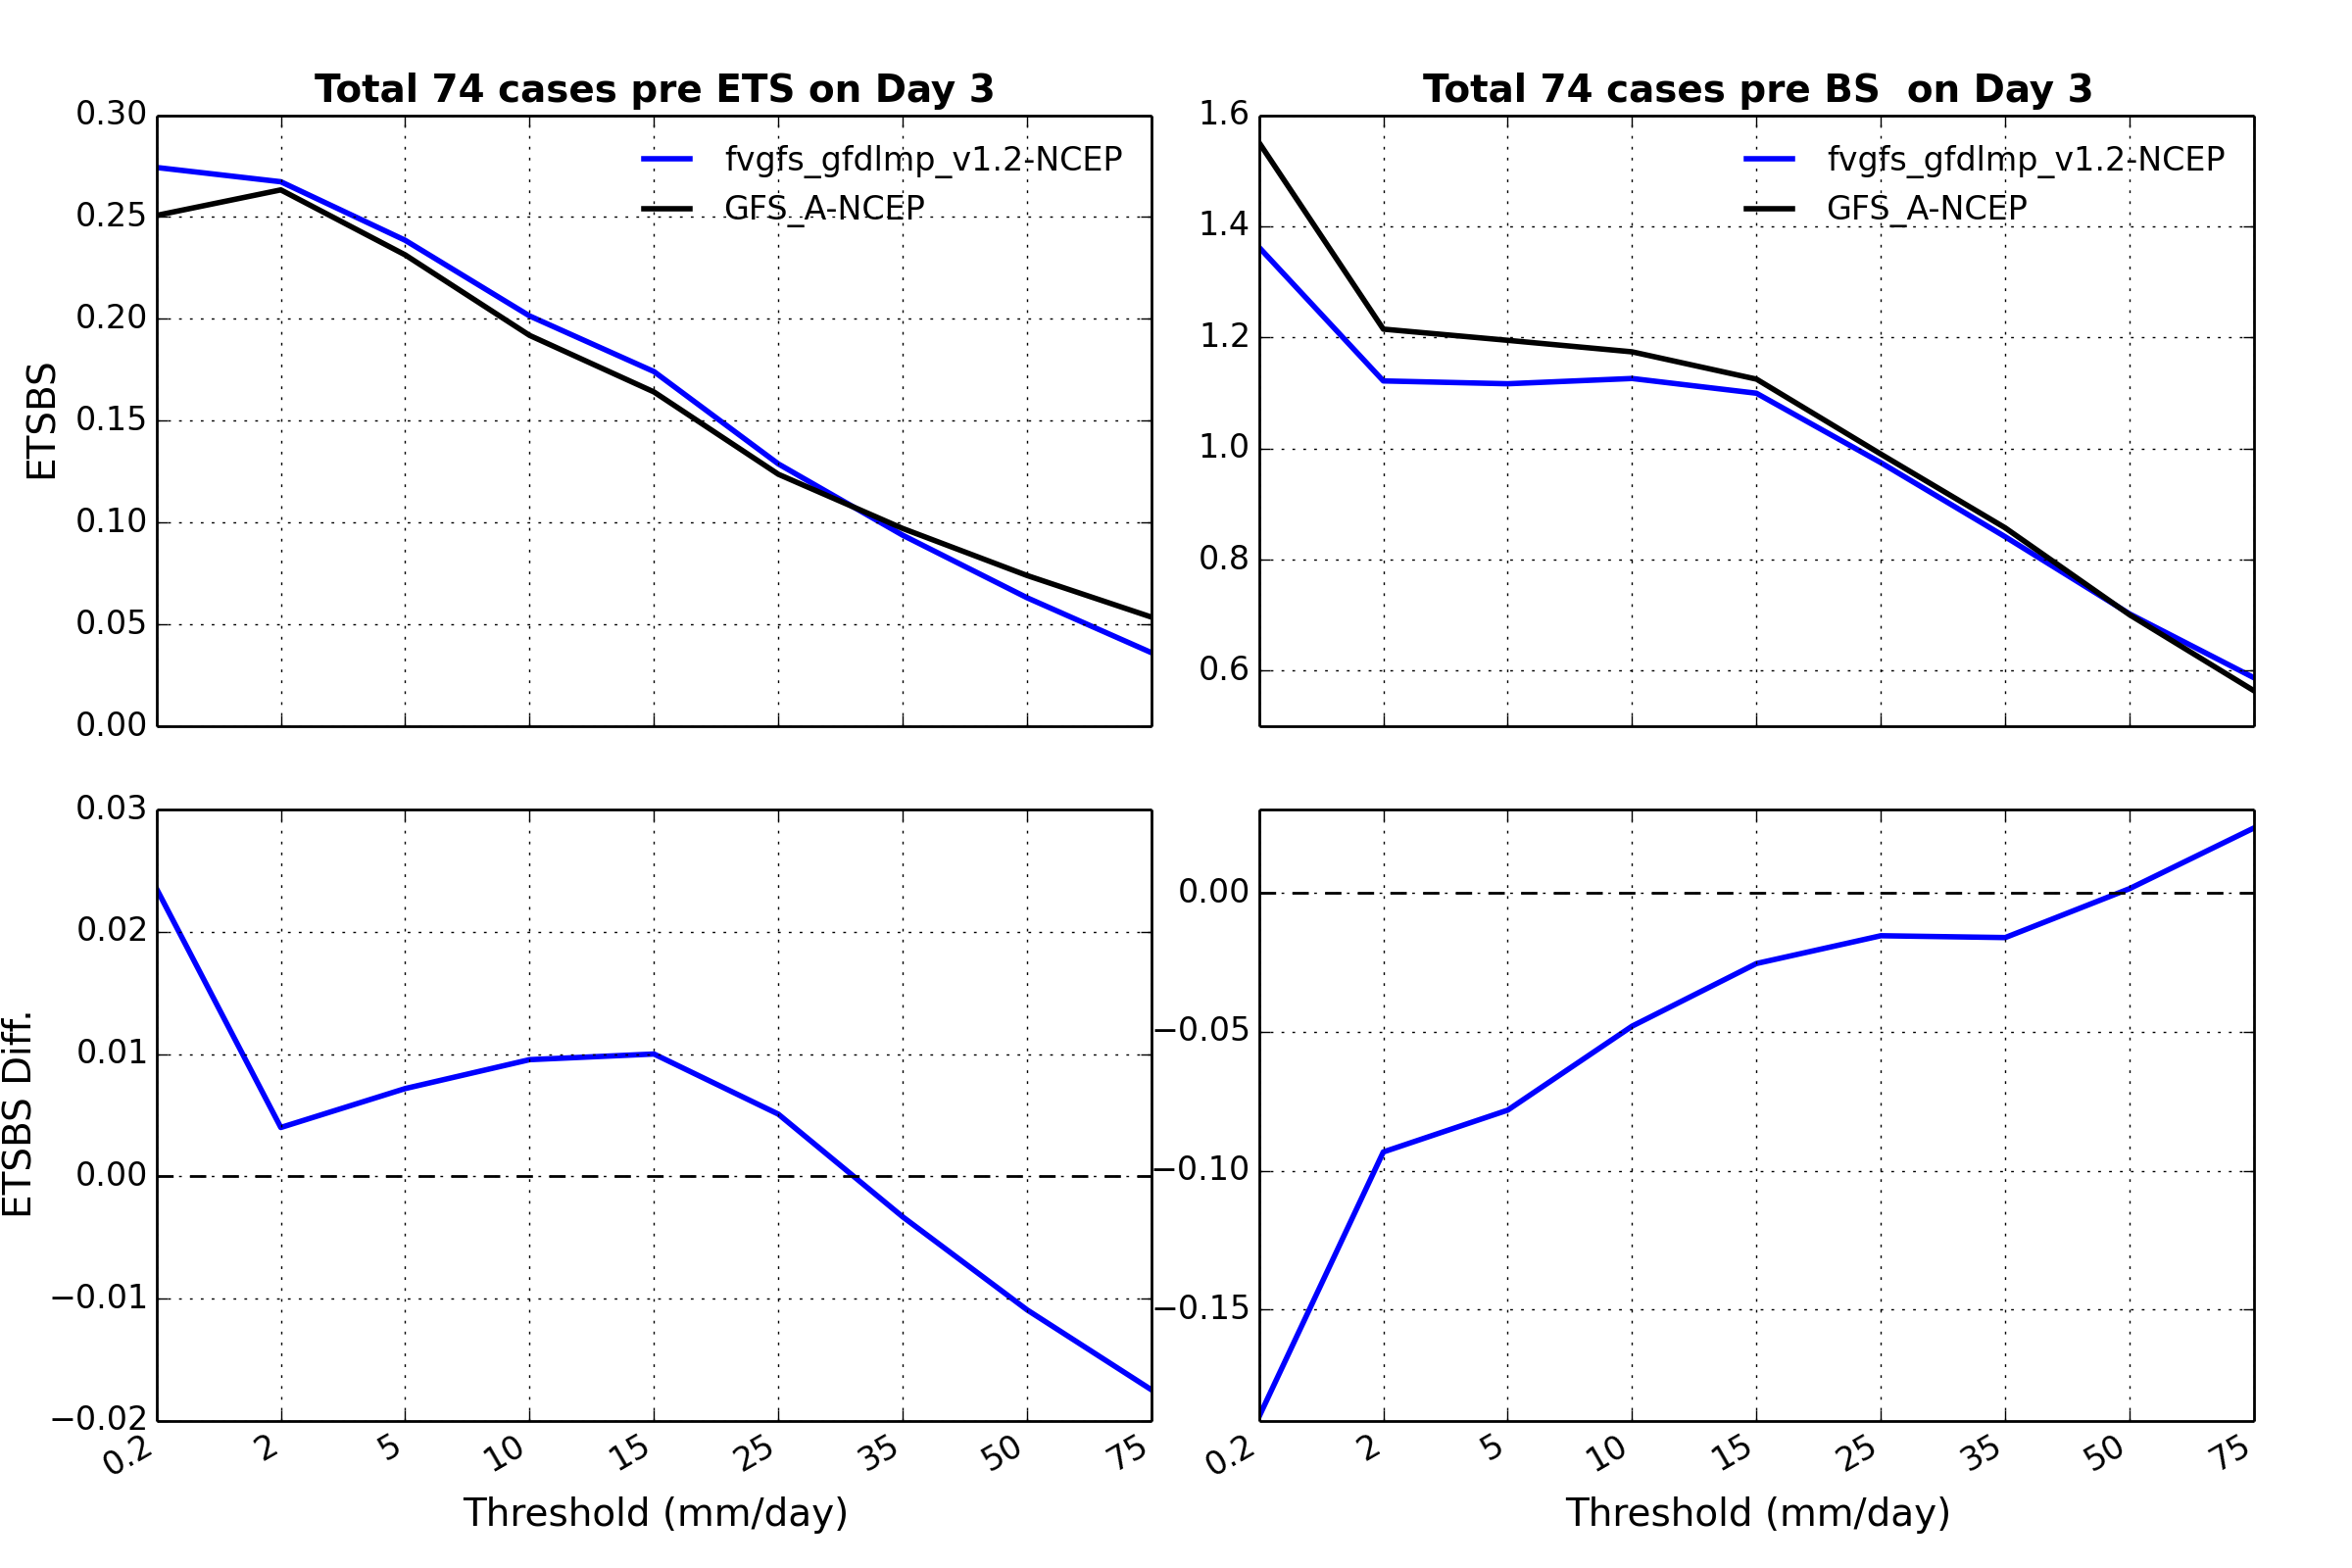 Total 74 cases pre ETS on Day 3
0.30
0.25
0.20
0.15
0.10
0.05
0.00
ETSBS
fvgfs_gfdlmp_v1.2-NCEP
GFS_A-NCEP
Total 74 cases pre BS  on Day 3
1.6
1.4
1.2
1.0
0.8
0.6
fvgfs_gfdlmp_v1.2-NCEP
GFS_A-NCEP
0.03
0.02
0.01
0.00
−0.01
−0.02
ETSBS Diff.
0.2 2 5 10 15 25 35 50 75
Threshold (mm/day)
0.00
−0.05
−0.10
−0.15
0.2 2 5 10 15 25 35 50 75
Threshold (mm/day)